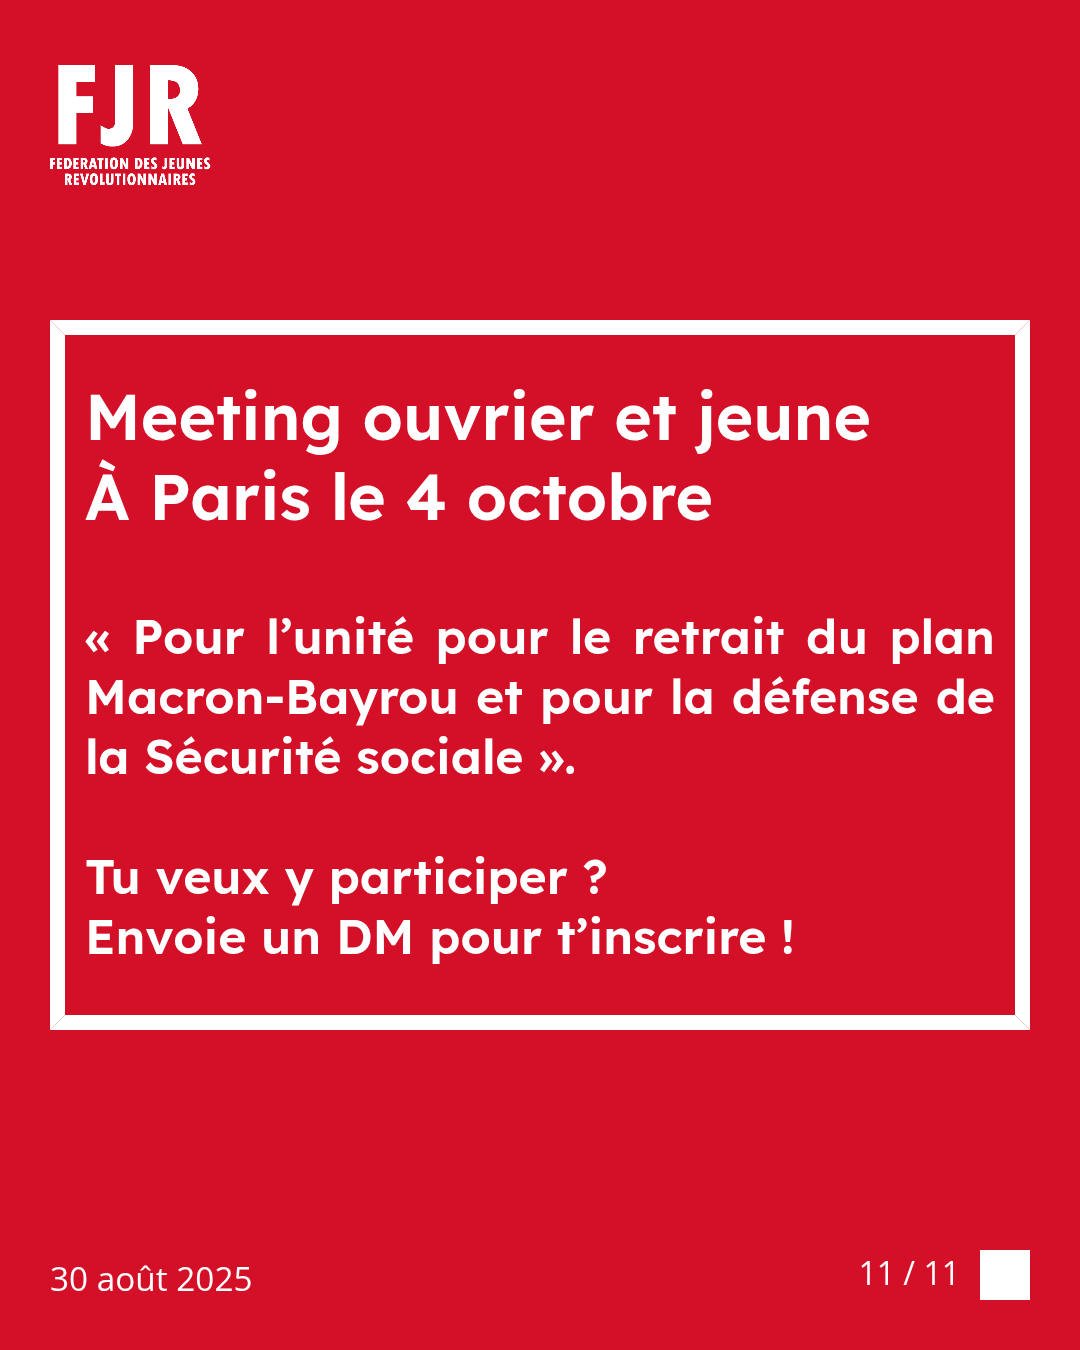 FJR
FEDERATION DES JEUNES
REVOLUTIONNAIRES
Meeting ouvrier et jeune
À Paris le 4 octobre
« Pour l’unité pour le retrait du plan
Macron-Bayrou et pour la défense de
la Sécurité sociale ».
Tu veux y participer ?
Envoie un DM pour t’inscrire !
30 août 2025
11 / 11